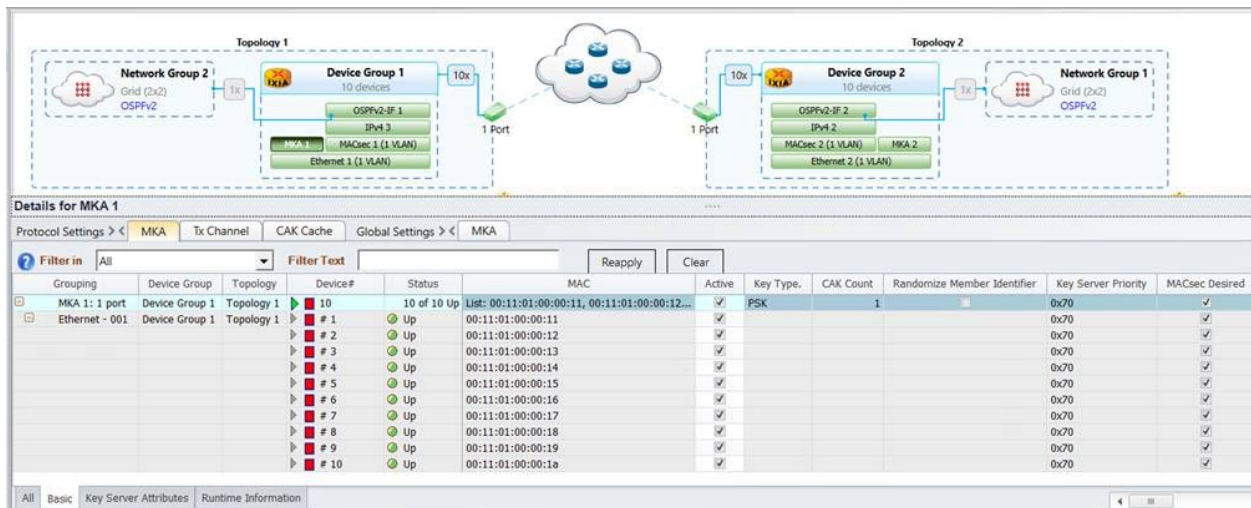 Topology 1
Network Group 2
Grid (2x2)
OSPFv2
1x
IXIA
Device Group 1
10 devices
10x
OSPFv2-IF 1
IPv4 3
MKA 1 MACsec 1 (1 VLAN)
Ethernet 1 (1 VLAN)
1 Port
Topology 2
1 Port
10x
IXIA
Device Group 2
10 devices
OSPFv2-IF 2
IPv4 2
MACsec 2 (1 VLAN) MKA 2
Ethernet 2 (1 VLAN)
1x
Network Group 1
Grid (2x2)
OSPFv2
Details for MKA 1
Protocol Settings > < MKA Tx Channel CAK Cache Global Settings > < MKA
? Filter in All Filter Text Reapply Clear
Grouping Device Group Topology Device# Status MAC Active Key Type. CAK Count Randomize Member Identifier Key Server Priority MACsec Desired
MKA 1: 1 port Device Group 1 Topology 1 10 10 of 10 Up List: 00:11:01:00:00:11, 00:11:01:00:00:12... PSK 1 0x70
Ethernet - 001 Device Group 1 Topology 1 # 1 Up 00:11:01:00:00:11 0x70
# 2 Up 00:11:01:00:00:12 0x70
# 3 Up 00:11:01:00:00:13 0x70
# 4 Up 00:11:01:00:00:14 0x70
# 5 Up 00:11:01:00:00:15 0x70
# 6 Up 00:11:01:00:00:16 0x70
# 7 Up 00:11:01:00:00:17 0x70
# 8 Up 00:11:01:00:00:18 0x70
# 9 Up 00:11:01:00:00:19 0x70
# 10 Up 00:11:01:00:00:1a 0x70
All Basic Key Server Attributes Runtime Information